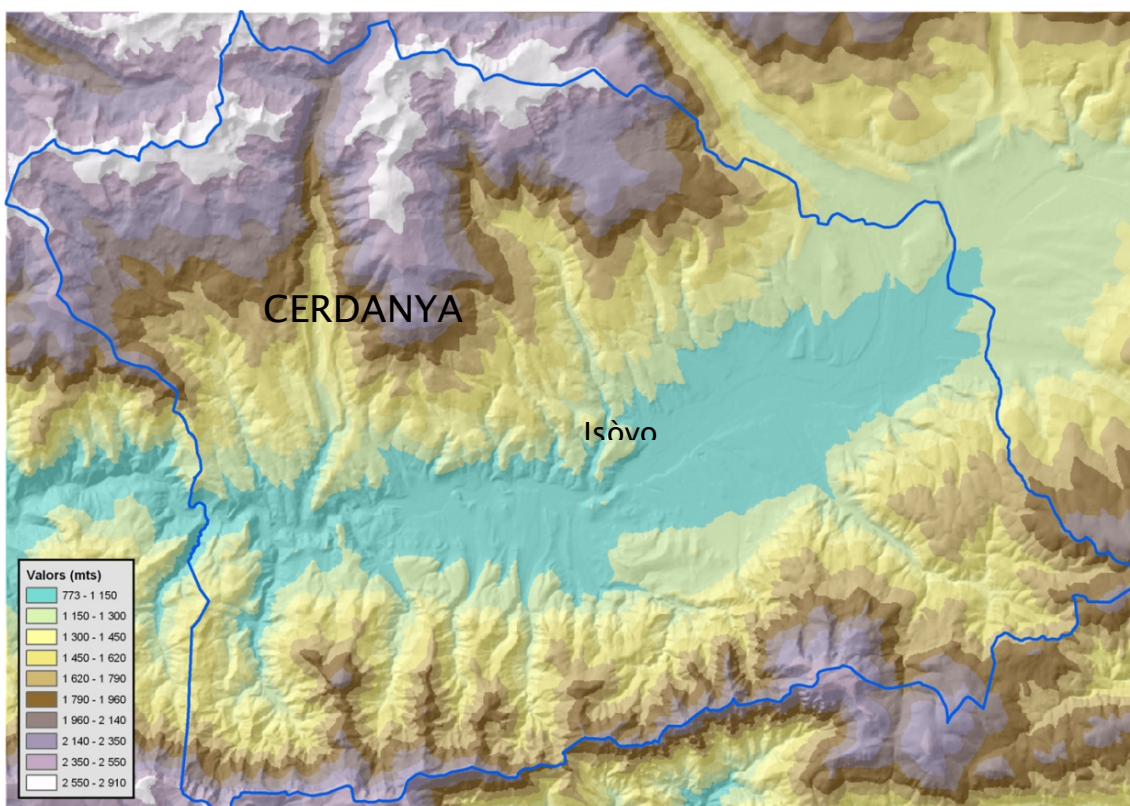 CERDANYA
Isòvo
Valors (mts)
773 - 1 150
1 150 - 1 300
1 300 - 1 450
1 450 - 1 620
1 620 - 1 790
1 790 - 1 960
1 960 - 2 140
2 140 - 2 350
2 350 - 2 550
2 550 - 2 910